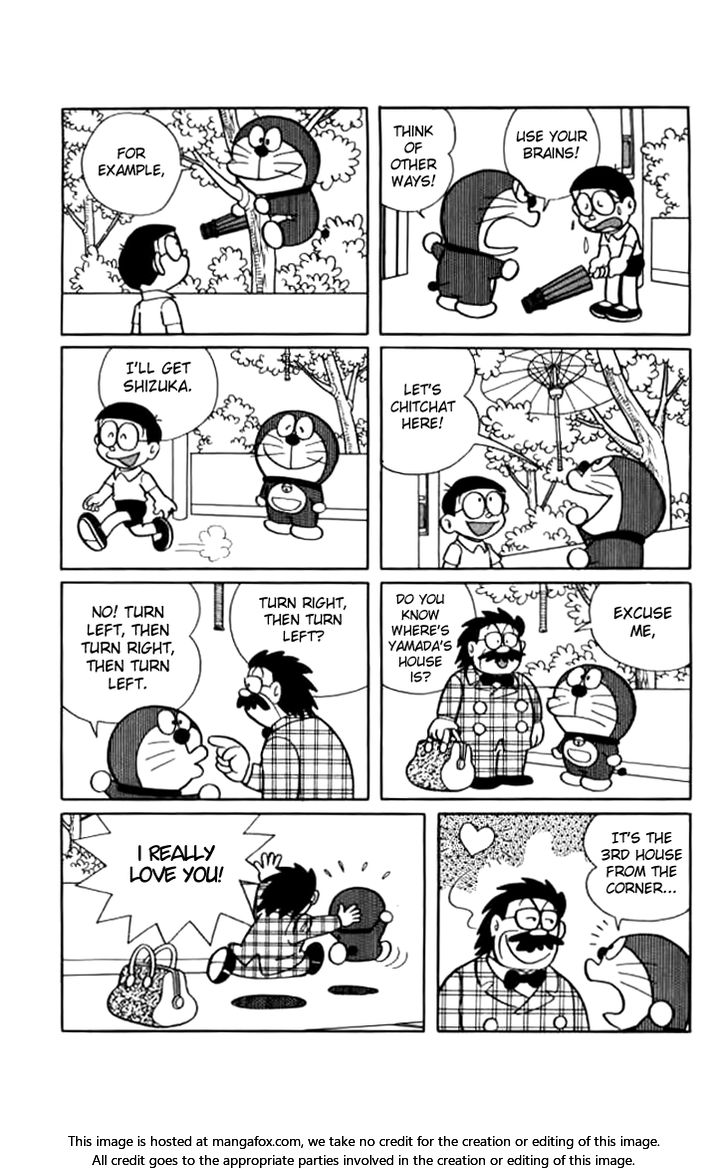 THINK
OF
OTHER
WAYS!
USE YOUR
BRAINS!
FOR
EXAMPLE,
LET'S
CHITCHAT
HERE!
I'LL GET
SHIZUKA.
EXCUSE
ME,
DO YOU
KNOW
WHERE'S
YAMADA'S
HOUSE
IS?
TURN RIGHT,
THEN TURN
LEFT?
NO! TURN
LEFT, THEN
TURN RIGHT,
THEN TURN
LEFT.
IT'S THE
3RD HOUSE
FROM THE
CORNER...
I REALLY
LOVE YOU!
This image is hosted at mangafox.com, we take no credit for the creation or editing of this image.
All credit goes to the appropriate parties involved in the creation or editing of this image.